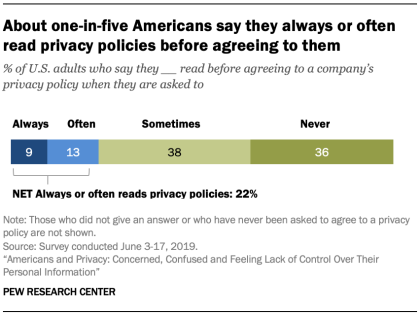 About one-in-five Americans say they always or often
read privacy policies before agreeing to them
% of U.S. adults who say they __ read before agreeing to a company's
privacy policy when they are asked to
Always Often Sometimes Never
9 13 38 36
NET Always or often reads privacy policies: 22%
Note: Those who did not give an answer or who have never been asked to agree to a privacy
policy are not shown.
Source: Survey conducted June 3-17, 2019.
"Americans and Privacy: Concerned, Confused and Feeling Lack of Control Over Their
Personal Information"
PEW RESEARCH CENTER